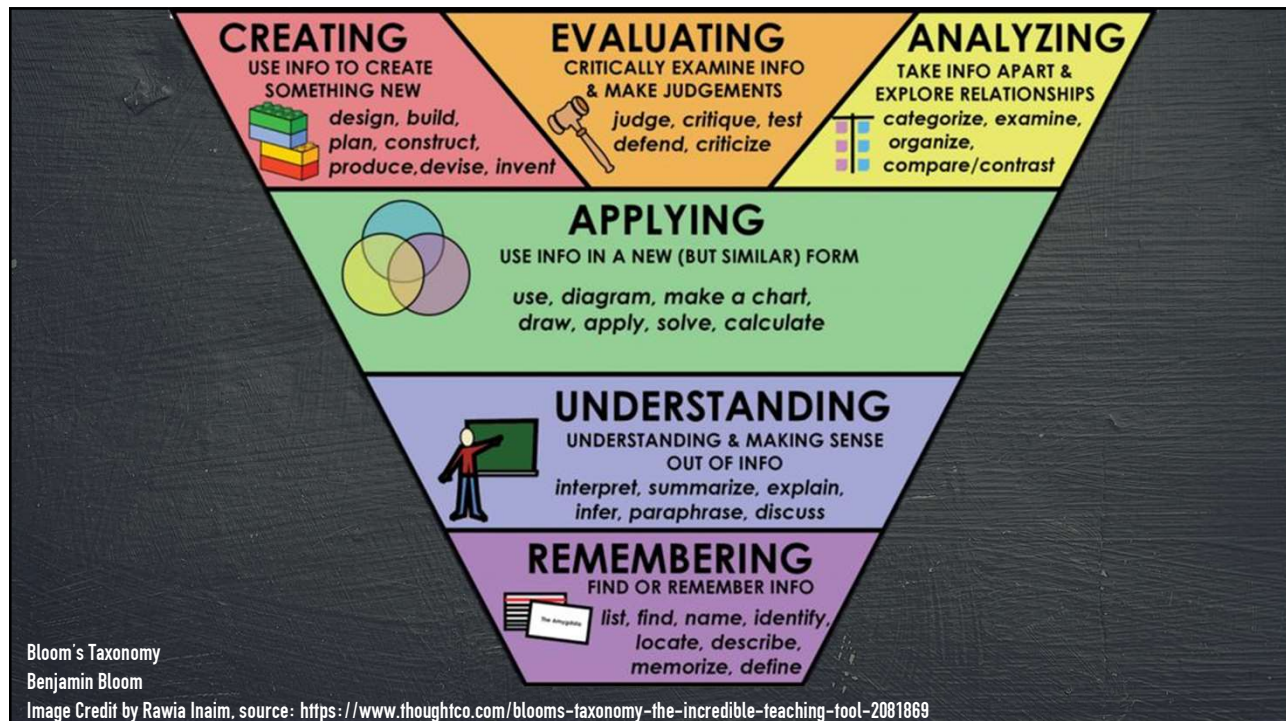 CREATING
USE INFO TO CREATE
SOMETHING NEW
design, build,
plan, construct,
produce,devise, invent
EVALUATING
CRITICALLY EXAMINE INFO
& MAKE JUDGEMENTS
judge, critique, test
defend, criticize
ANALYZING
TAKE INFO APART &
EXPLORE RELATIONSHIPS
categorize, examine,
organize,
compare/contrast
APPLYING
USE INFO IN A NEW (BUT SIMILAR) FORM
use, diagram, make a chart,
draw, apply, solve, calculate
UNDERSTANDING
UNDERSTANDING & MAKING SENSE
OUT OF INFO
interpret, summarize, explain,
infer, paraphrase, discuss
REMEMBERING
FIND OR REMEMBER INFO
The Amygdala
list, find, name, identify,
locate, describe,
memorize, define
Bloom's Taxonomy
Benjamin Bloom
Image Credit by Rawia Inaim, source: https://www.thoughtco.com/blooms-taxonomy-the-incredible-teaching-tool-2081869